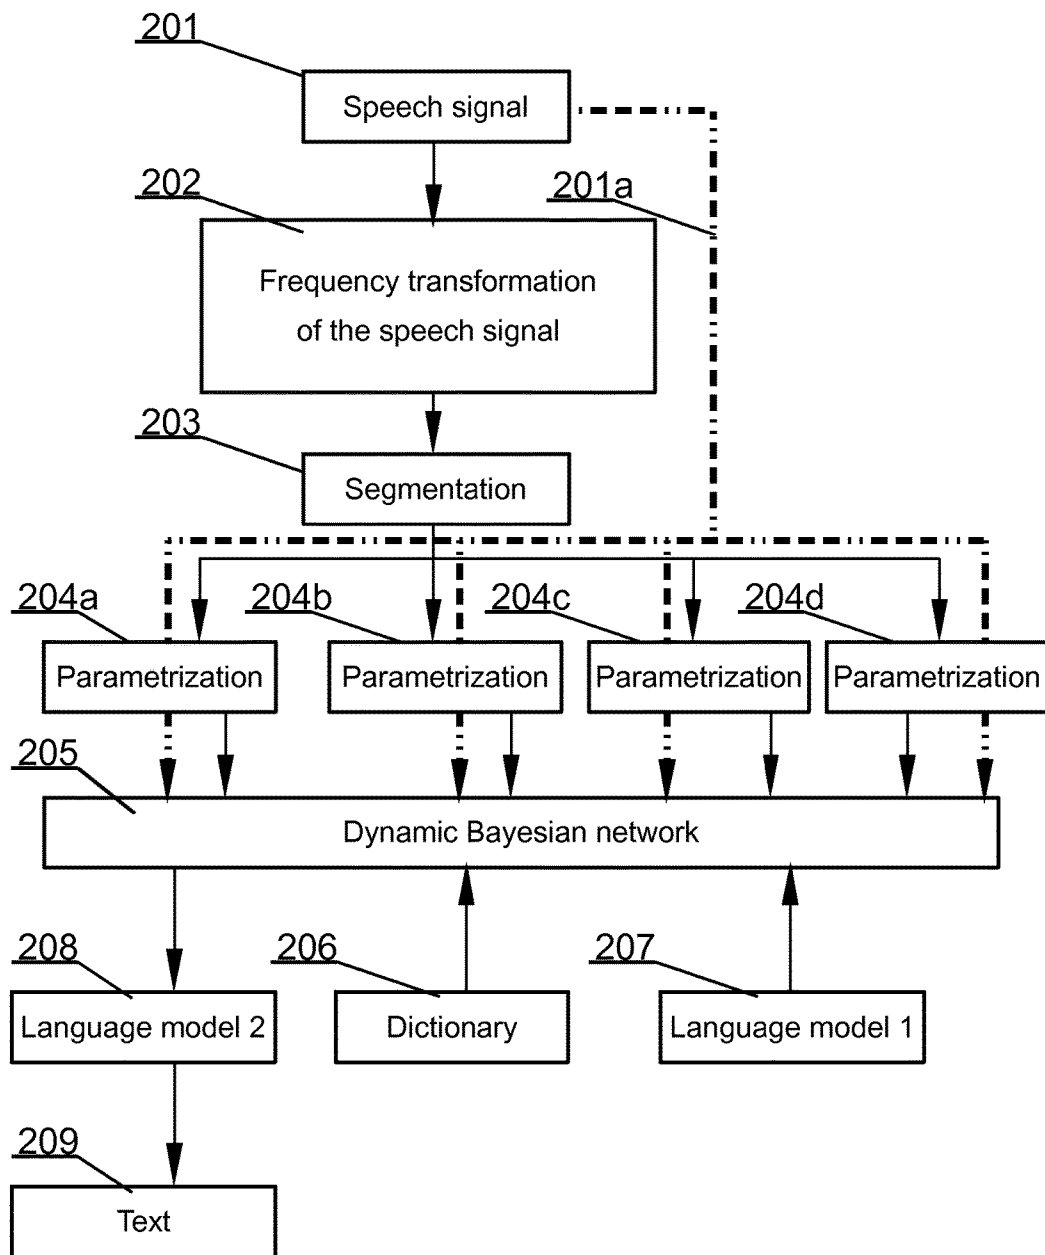 201
Speech signal
202
201a
Frequency transformation
of the speech signal
203
Segmentation
204a
204b
204c
204d
Parametrization
Parametrization
Parametrization
Parametrization
205
Dynamic Bayesian network
208
206
207
Language model 2
Dictionary
Language model 1
209
Text